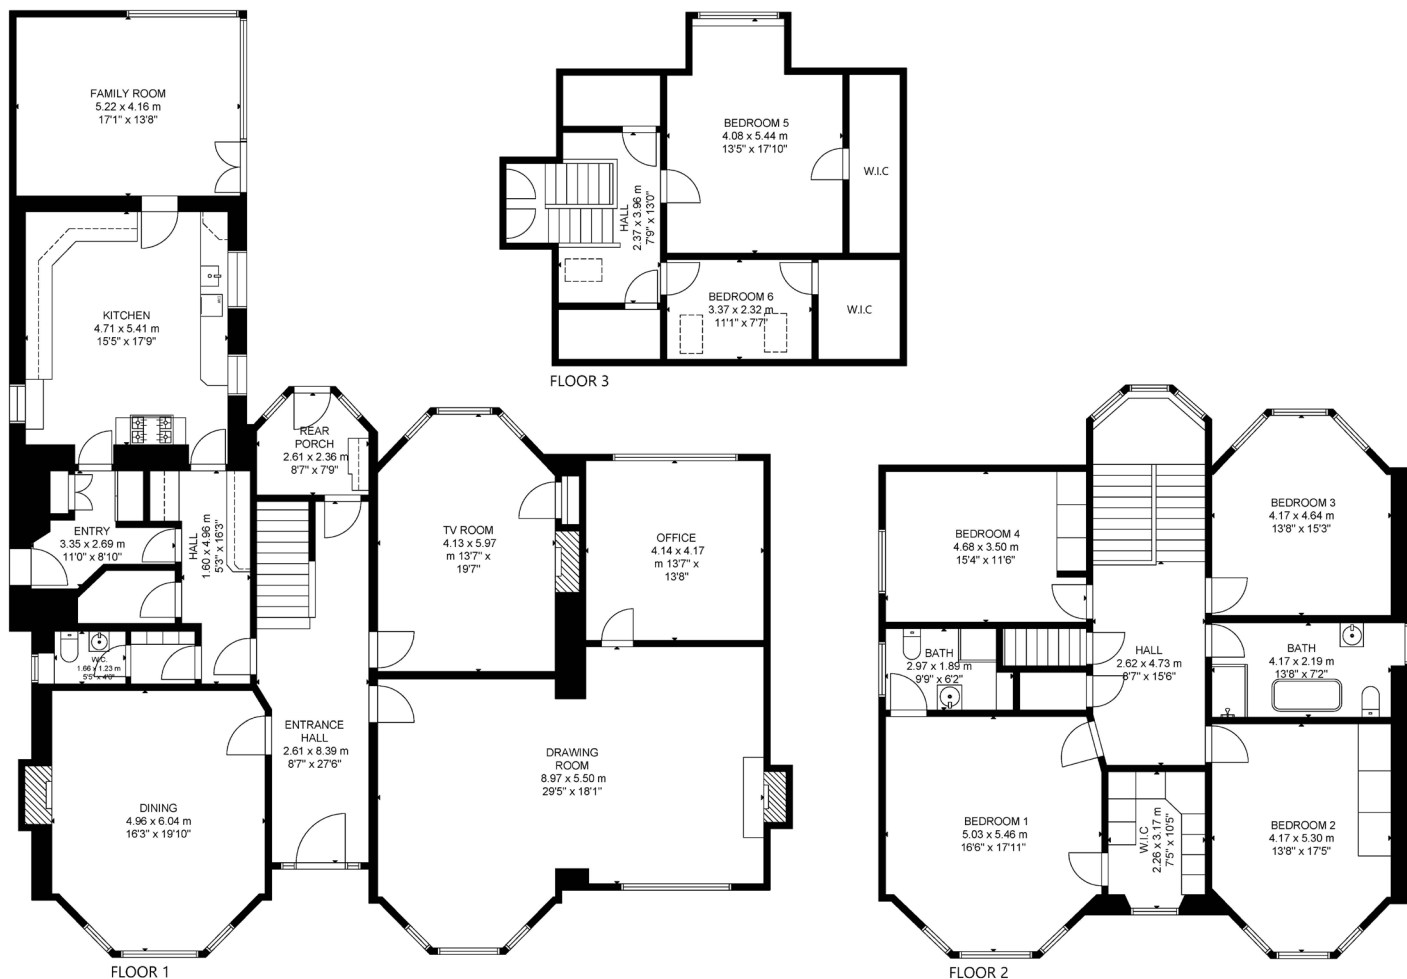 FAMILY ROOM
5.22 x 4.16 m
17'1" x 13'8"
KITCHEN
4.71 x 5.41 m
15'5" x 17'9"
REAR
PORCH
2.61 x 2.36 m
8'7" x 7'9"
ENTRY
3.35 x 2.69 m
11'0" x 8'10"
HALL
1.60 x 4.96 m
5'3" x 16'3"
W.C.
1.66 x 1.23 m
5'5" x 4'0"
TV ROOM
4.13 x 5.97
m 13'7" x
19'7"
OFFICE
4.14 x 4.17
m 13'7" x
13'8"
ENTRANCE
HALL
2.61 x 8.39 m
8'7" x 27'6"
DRAWING
ROOM
8.97 x 5.50 m
29'5" x 18'1"
DINING
4.96 x 6.04 m
16'3" x 19'10"
FLOOR 1
BEDROOM 5
4.08 x 5.44 m
13'5" x 17'10"
W.I.C
HALL
2.37 x 3.96 m
7'9" x 13'0"
BEDROOM 6
3.37 x 2.32 m
11'1" x 7'7"
W.I.C
FLOOR 3
BEDROOM 4
4.68 x 3.50 m
15'4" x 11'6"
BEDROOM 3
4.17 x 4.64 m
13'8" x 15'3"
BATH
2.97 x 1.89 m
9'9" x 6'2"
HALL
2.62 x 4.73 m
8'7" x 15'6"
BATH
4.17 x 2.19 m
13'8" x 7'2"
BEDROOM 1
5.03 x 5.46 m
16'6" x 17'11"
W.I.C
2.26 x 3.17 m
7'5" x 10'5"
BEDROOM 2
4.17 x 5.30 m
13'8" x 17'5"
FLOOR 2